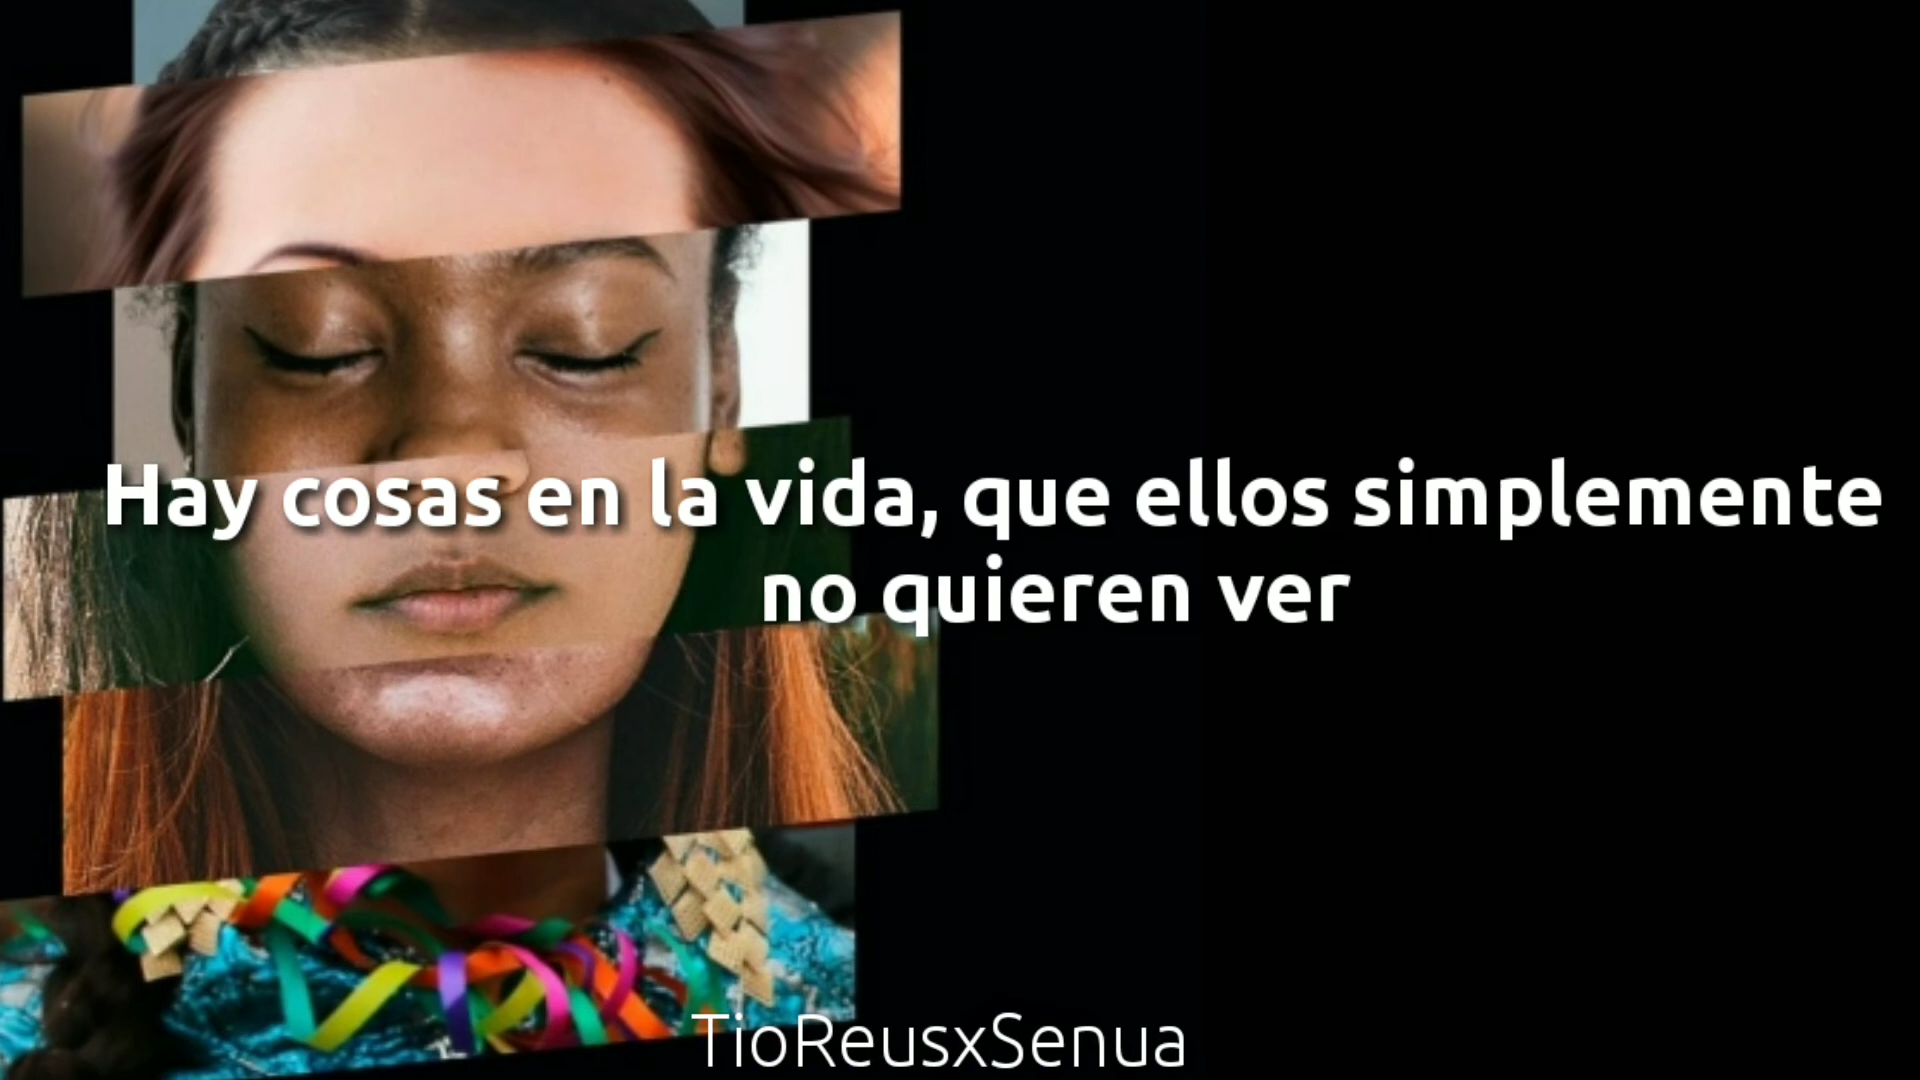 Hay cosas en la vida, que ellos simplemente
no quieren ver
TioReusxSenua